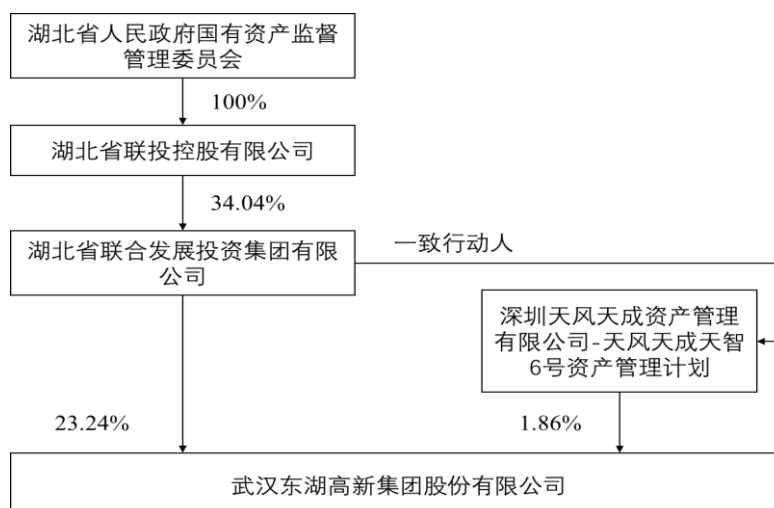 湖北省人民政府国有资产监督
管理委员会
100%
湖北省联投控股有限公司
34.04%
湖北省联合发展投资集团有限
公司
一致行动人
深圳天风天成资产管理
有限公司-天风天成天智
6号资产管理计划
23.24%
1.86%
武汉东湖高新集团股份有限公司